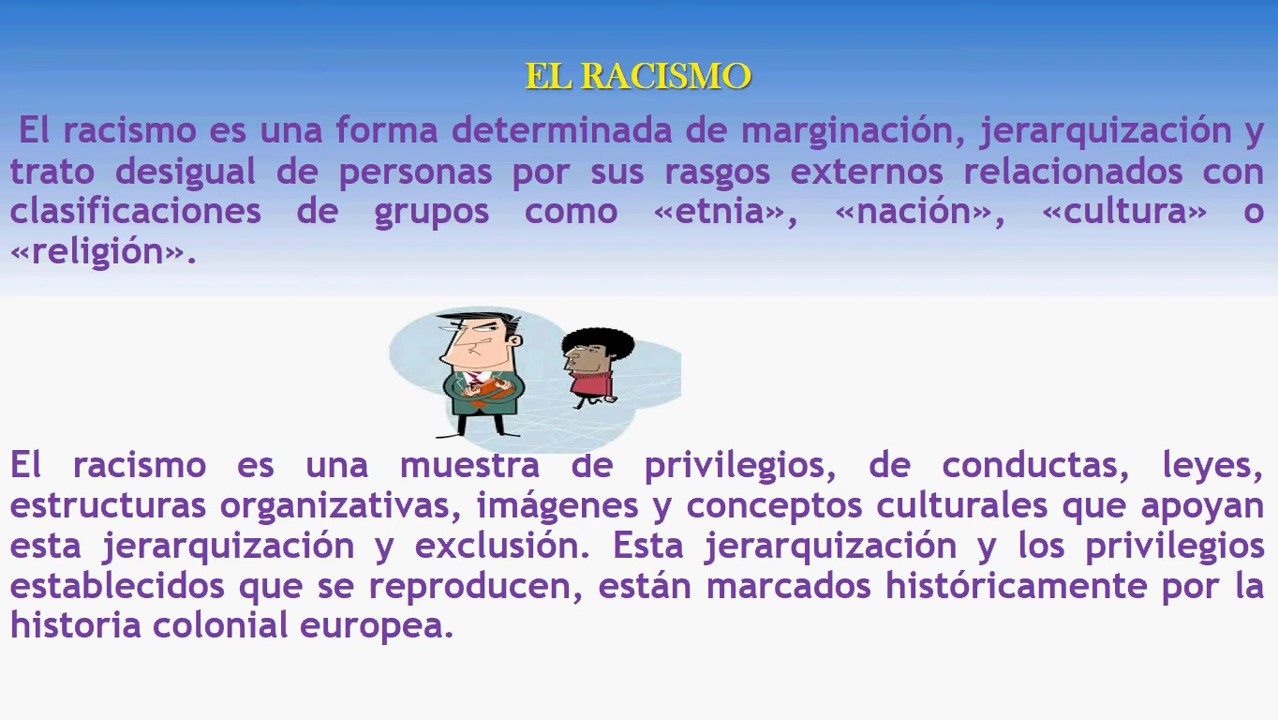 EL RACISMO
El racismo es una forma determinada de marginación, jerarquización y
trato desigual de personas por sus rasgos externos relacionados con
clasificaciones de grupos como «etnia», «nación», «cultura» o
«religión».
El racismo es una muestra de privilegios, de conductas, leyes,
estructuras organizativas, imágenes y conceptos culturales que apoyan
esta jerarquización y exclusión. Esta jerarquización y los privilegios
establecidos que se reproducen, están marcados históricamente por la
historia colonial europea.